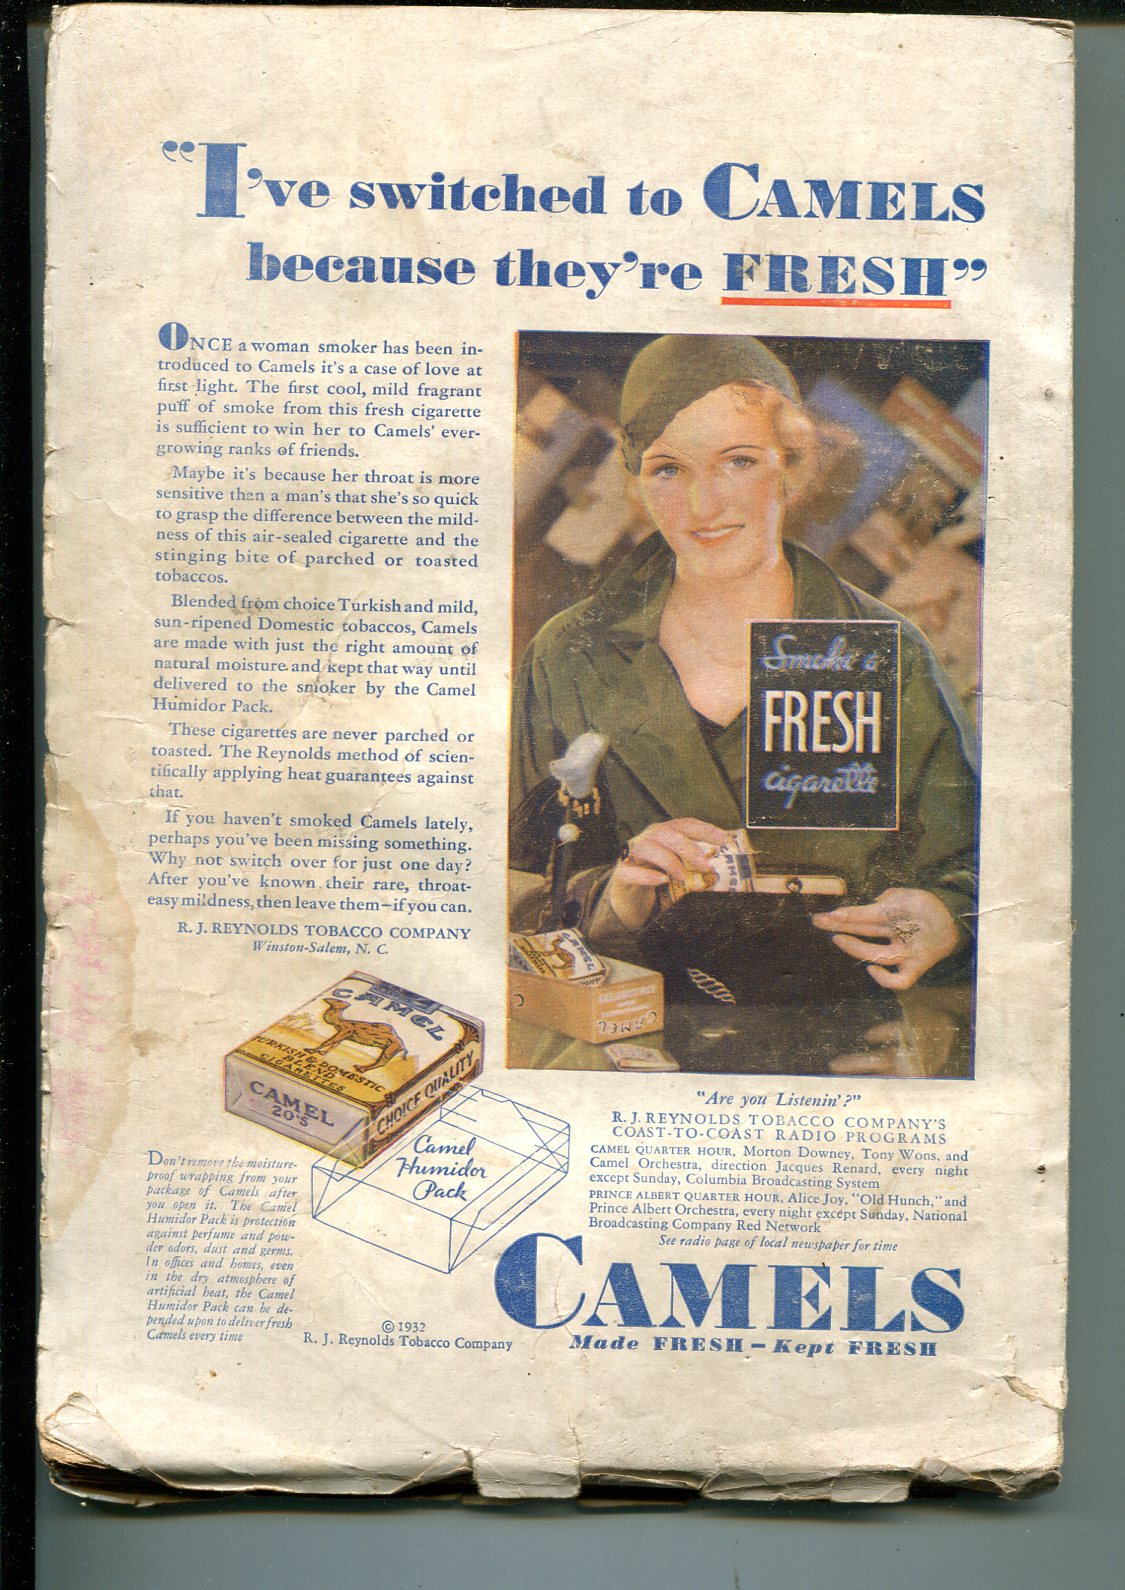 “I’ve switched to CAMELS
because they’re FRESH”
ONCE a woman smoker has been in-
troduced to Camels it's a case of love at
first light. The first cool, mild fragrant
puff of smoke from this fresh cigarette
is sufficient to win her to Camels' ever-
growing ranks of friends.
Maybe it's because her throat is more
sensitive than a man's that she's so quick
to grasp the difference between the mild-
ness of this air-sealed cigarette and the
stinging bite of parched or toasted
tobaccos.
Blended from choice Turkish and mild,
sun-ripened Domestic tobaccos, Camels
are made with just the right amount of
natural moisture and kept that way until
delivered to the smoker by the Camel
Humidor Pack.
These cigarettes are never parched or
toasted. The Reynolds method of scien-
tifically applying heat guarantees against
that.
If you haven't smoked Camels lately,
perhaps you've been missing something.
Why not switch over for just one day?
After you've known their rare, throat-
easy mildness, then leave them—if you can.
R. J. REYNOLDS TOBACCO COMPANY
Winston-Salem, N. C.
Smoke a
FRESH
cigarette
CAMEL
CAMEL
CAMEL
TURKISH & DOMESTIC
BLEND
CIGARETTES
CHOICE QUALITY
CAMEL
20'S
Camel
Humidor
Pack
Don't remove the moisture-
proof wrapping from your
package of Camels after
you open it. The Camel
Humidor Pack is protection
against perfume and pow-
der odors, dust and germs.
In offices and homes, even
in the dry atmosphere of
artificial heat, the Camel
Humidor Pack can be de-
pended upon to deliver fresh
Camels every time
© 1932
R. J. Reynolds Tobacco Company
"Are you Listenin'?"
R. J. REYNOLDS TOBACCO COMPANY'S
COAST-TO-COAST RADIO PROGRAMS
CAMEL QUARTER HOUR, Morton Downey, Tony Wons, and
Camel Orchestra, direction Jacques Renard, every night
except Sunday, Columbia Broadcasting System
PRINCE ALBERT QUARTER HOUR, Alice Joy, "Old Hunch," and
Prince Albert Orchestra, every night except Sunday, National
Broadcasting Company Red Network
See radio page of local newspaper for time
CAMELS
Made FRESH—Kept FRESH